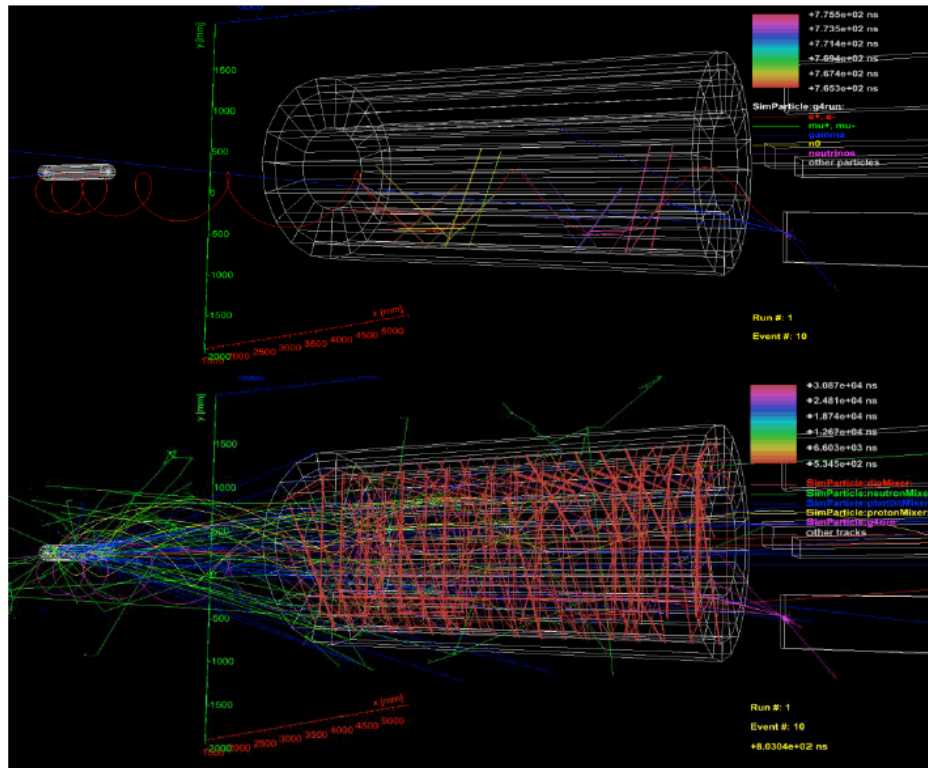 y [mm]
1500
1000
500
0
-500
-1000
-1500
-2000
x [mm]
2000 2500 3000 3500 4000 4500 5000
+7.755e+02 ns
+7.735e+02 ns
+7.714e+02 ns
+7.694e+02 ns
+7.674e+02 ns
+7.653e+02 ns
SimParticle:g4run:
e+, e-
mu+, mu-
gamma
n0
neutrinos
other particles
Run #: 1
Event #: 10
y [mm]
1500
1000
500
0
-500
-1000
-1500
-2000
x [mm]
2000 2500 3000 3500 4000 4500 5000
+3.087e+04 ns
+2.481e+04 ns
+1.874e+04 ns
+1.267e+04 ns
+6.603e+03 ns
+5.345e+02 ns
SimParticle:dioMixer:
SimParticle:neutronMixer
SimParticle:protonMixer:
SimParticle:g4run:
other tracks
Run #: 1
Event #: 10
+8.0304e+02 ns